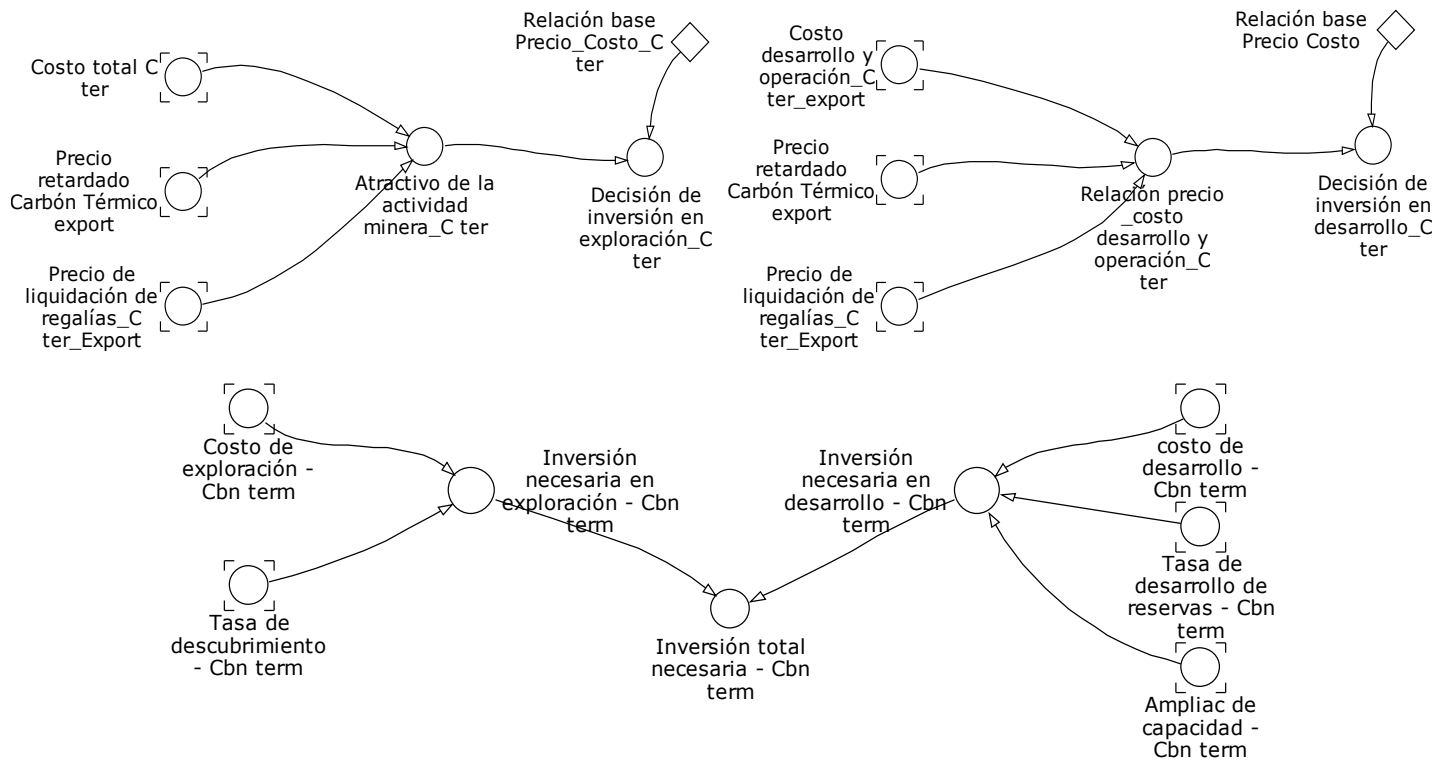 Relación base
Precio_Costo_C
ter
Costo total C
ter
Precio
retardado
Carbón Térmico
export
Atractivo de la
actividad
minera_C ter
Decisión de
inversión en
exploración_C
ter
Precio de
liquidación de
regalías_C
ter_Export
Relación base
Precio Costo
Costo
desarrollo y
operación_C
ter_export
Precio
retardado
Carbón Térmico
export
Relación precio
_costo
desarrollo y
operación_C
ter
Decisión de
inversión en
desarrollo_C
ter
Precio de
liquidación de
regalías_C
ter_Export
Costo de
exploración -
Cbn term
Inversión
necesaria en
exploración - Cbn
term
Inversión
necesaria en
desarrollo - Cbn
term
costo de
desarrollo -
Cbn term
Tasa de
descubrimiento
- Cbn term
Inversión total
necesaria - Cbn
term
Tasa de
desarrollo de
reservas - Cbn
term
Ampliac de
capacidad -
Cbn term